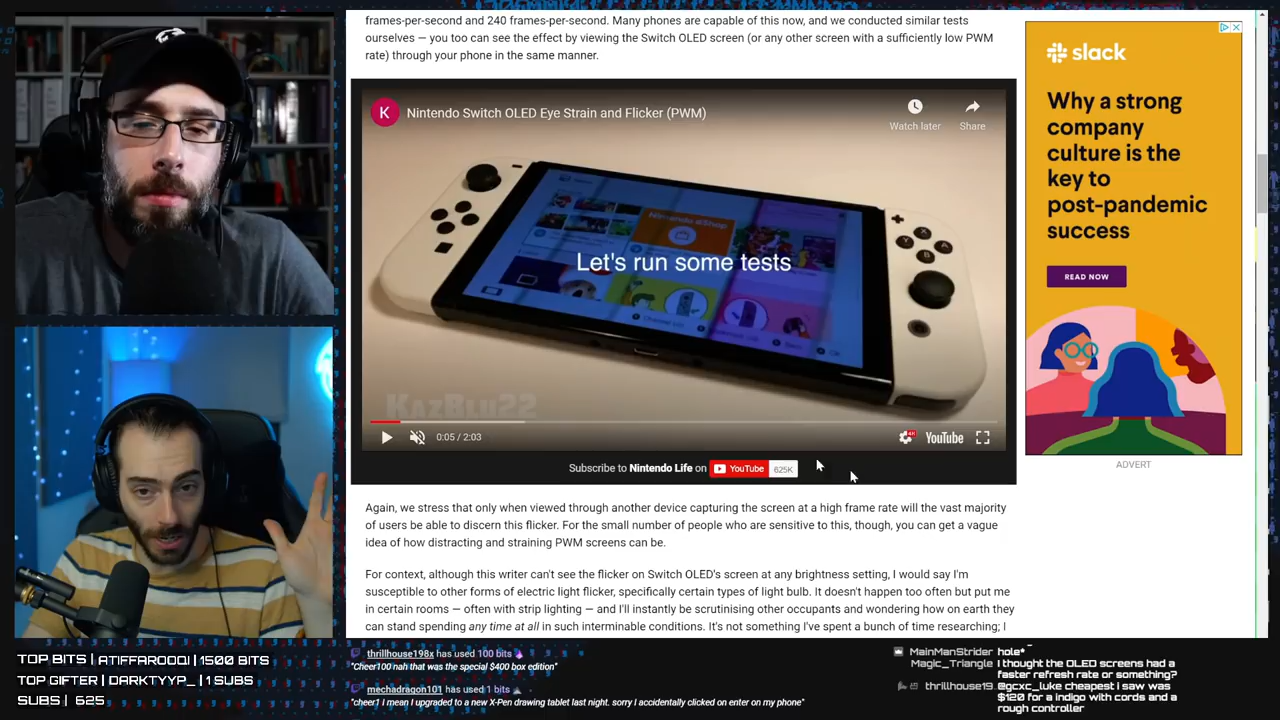 frames-per-second and 240 frames-per-second. Many phones are capable of this now, and we conducted similar tests
ourselves — you too can see the effect by viewing the Switch OLED screen (or any other screen with a sufficiently low PWM
rate) through your phone in the same manner.
K
Nintendo Switch OLED Eye Strain and Flicker (PWM)
Watch later
Share
Nintendo eShop
Let's run some tests
KazBlu22
0:05 / 2:03
YouTube
Subscribe to Nintendo Life on YouTube 625K
Again, we stress that only when viewed through another device capturing the screen at a high frame rate will the vast majority
of users be able to discern this flicker. For the small number of people who are sensitive to this, though, you can get a vague
idea of how distracting and straining PWM screens can be.
For context, although this writer can't see the flicker on Switch OLED's screen at any brightness setting, I would say I'm
susceptible to other forms of electric light flicker, specifically certain types of light bulb. It doesn't happen too often but put me
in certain rooms — often with strip lighting — and I'll instantly be scrutinising other occupants and wondering how on earth they
can stand spending any time at all in such interminable conditions. It's not something I've spent a bunch of time researching; I
slack
Why a strong
company
culture is the
key to
post-pandemic
success
READ NOW
ADVERT
TOP BITS | ATIFFAROOQI | 1500 BITS
TOP GIFTER | DARKTYYP_ | 1 SUBS
SUBS | 625
thrillhouse198x has used 100 bits
"Cheer100 nah that was the special $400 box edition"
mechadragon101 has used 1 bits
"cheer1 I mean I upgraded to a new X-Pen drawing tablet last night. sorry I accidentally clicked on enter on my phone"
MainManStrider hole*
Magic_Triangle I thought the OLED screens had a
faster refresh rate or something?
thrillhouse19 @gcxc_luke cheapest i saw was
$120 for a indigo with cords and a
rough controller